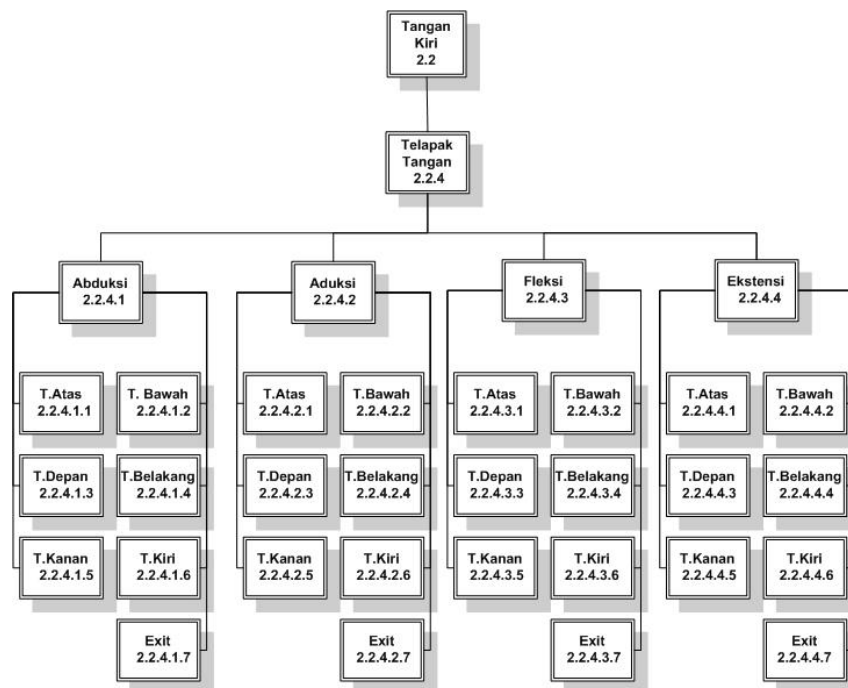 Tangan
Kiri
2.2
Telapak
Tangan
2.2.4
Abduksi
2.2.4.1
Aduksi
2.2.4.2
Fleksi
2.2.4.3
Ekstensi
2.2.4.4
T.Atas
2.2.4.1.1
T. Bawah
2.2.4.1.2
T.Atas
2.2.4.2.1
T.Bawah
2.2.4.2.2
T.Atas
2.2.4.3.1
T.Bawah
2.2.4.3.2
T.Atas
2.2.4.4.1
T.Bawah
2.2.4.4.2
T.Depan
2.2.4.1.3
T.Belakang
2.2.4.1.4
T.Depan
2.2.4.2.3
T.Belakang
2.2.4.2.4
T.Depan
2.2.4.3.3
T.Belakang
2.2.4.3.4
T.Depan
2.2.4.4.3
T.Belakang
2.2.4.4.4
T.Kanan
2.2.4.1.5
T.Kiri
2.2.4.1.6
T.Kanan
2.2.4.2.5
T.Kiri
2.2.4.2.6
T.Kanan
2.2.4.3.5
T.Kiri
2.2.4.3.6
T.Kanan
2.2.4.4.5
T.Kiri
2.2.4.4.6
Exit
2.2.4.1.7
Exit
2.2.4.2.7
Exit
2.2.4.3.7
Exit
2.2.4.4.7